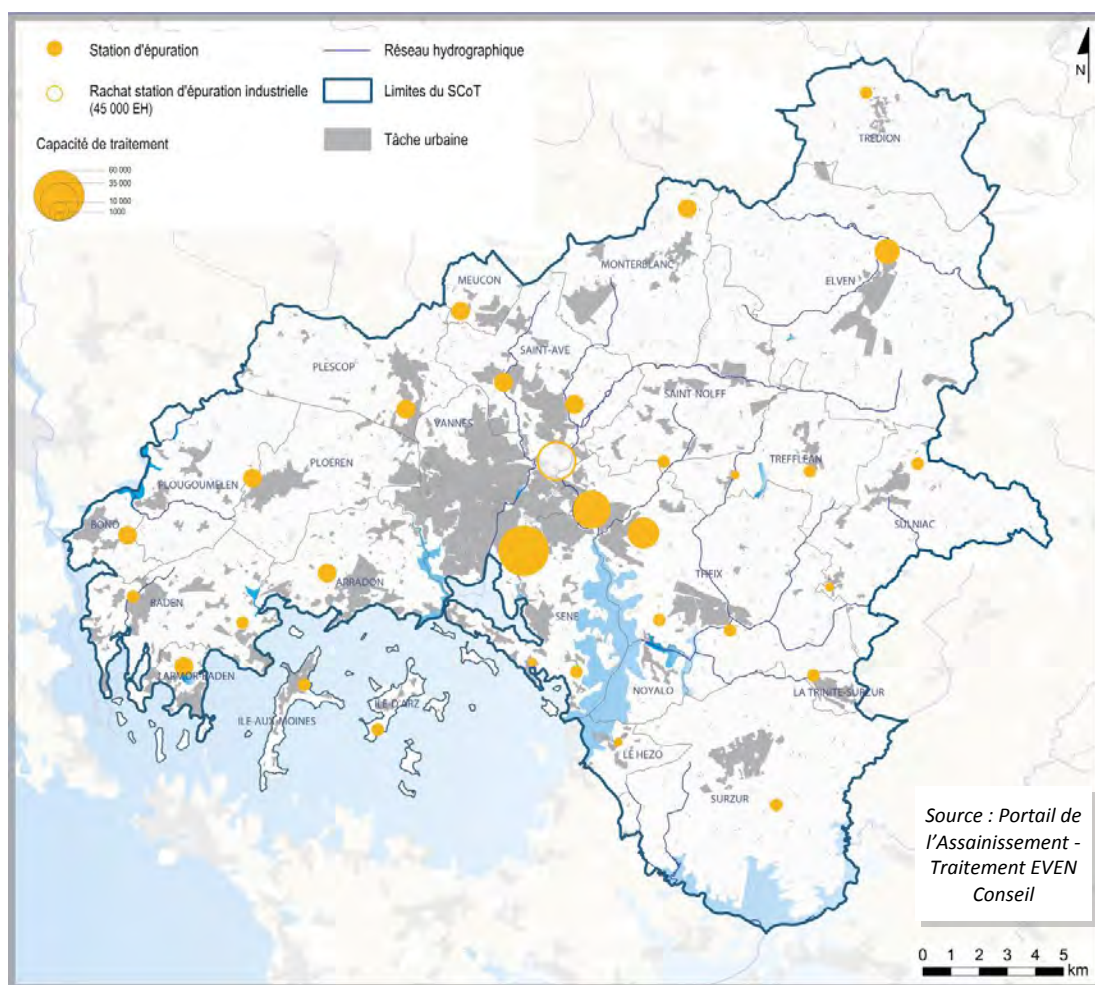 Station d'épuration
Rachat station d'épuration industrielle
(45 000 EH)
Capacité de traitement
60 000
35 000
10 000
1000
Réseau hydrographique
Limites du SCoT
Tâche urbaine
N
TREDION
ELVEN
MONTERBLANC
MEUCON
SAINT-AVE
PLESCOP
SAINT-NOLFF
VANNES
TREFFLEAN
PLOEREN
PLOUGOUMELEN
SULNIAC
BONO
THEIX
ARRADON
BADEN
SENE
LARMOR-BADEN
NOYALO
LA TRINITE-SURZUR
ILE-AUX-MOINES
ILE-D'ARZ
LE HEZO
SURZUR
Source : Portail de
l'Assainissement -
Traitement EVEN
Conseil
0 1 2 3 4 5
km